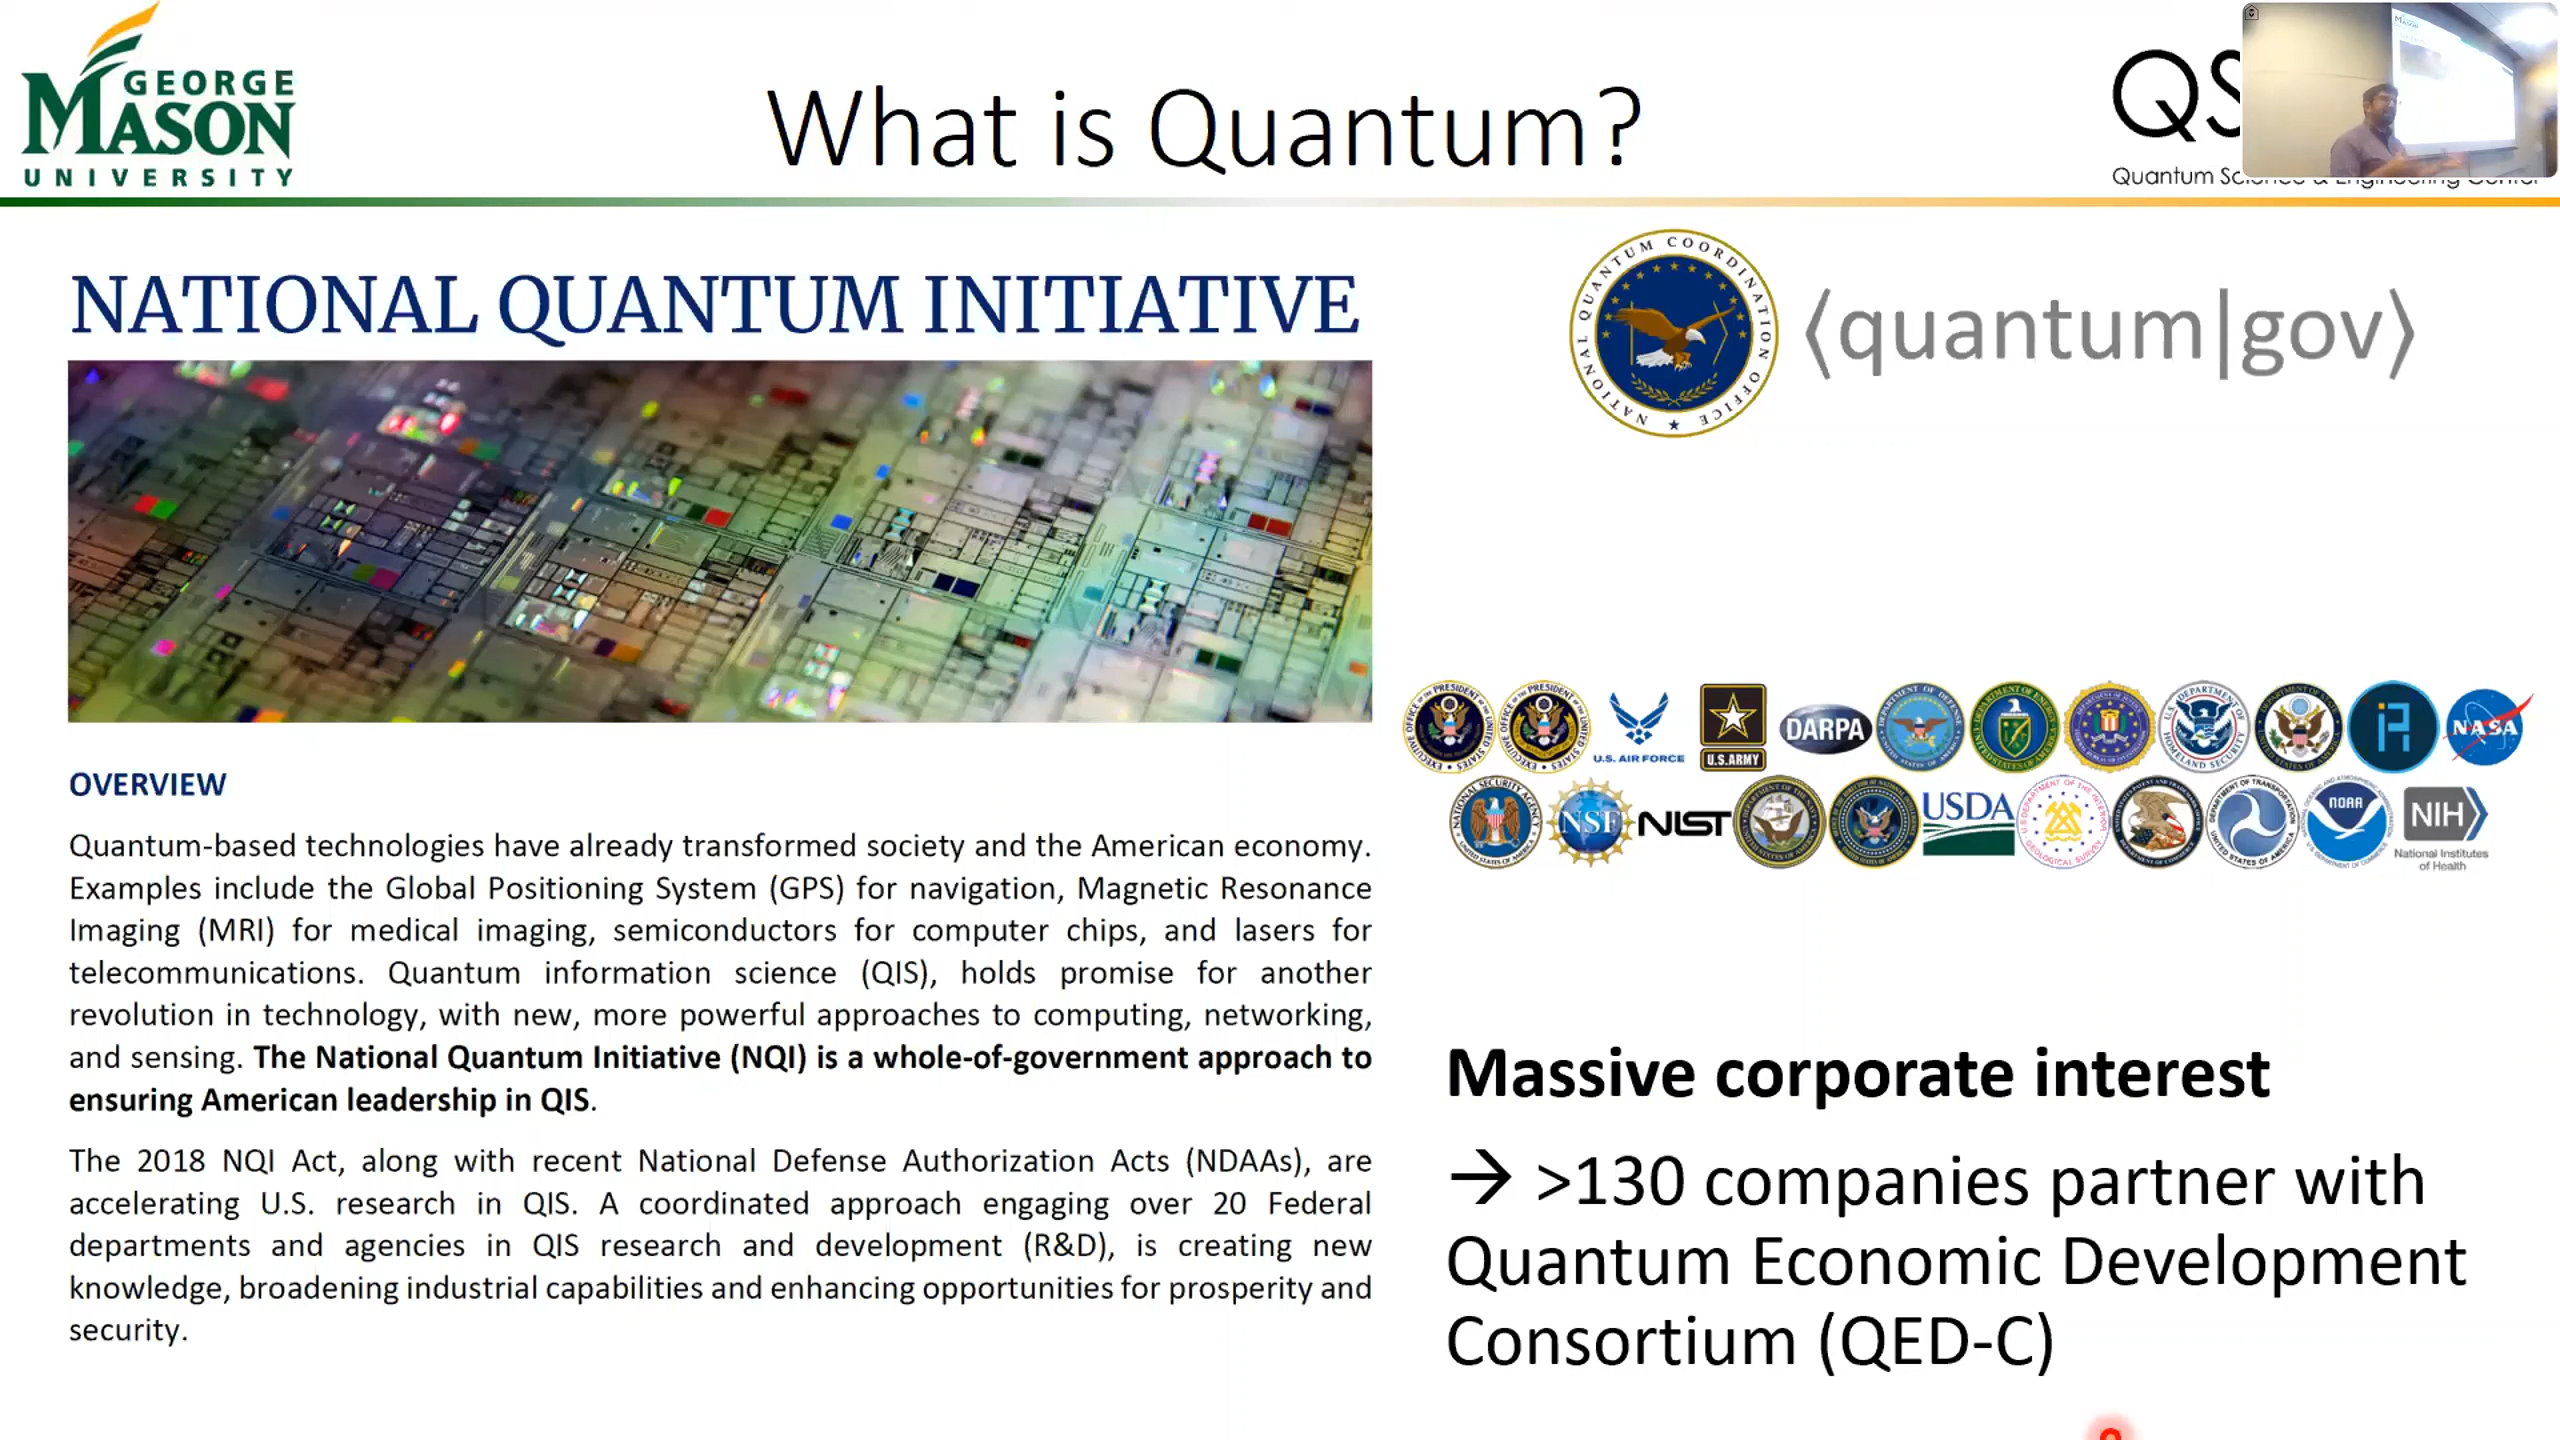 GEORGE
MASON
UNIVERSITY
What is Quantum?
Quantum
NATIONAL QUANTUM INITIATIVE
NATIONAL QUANTUM COORDINATION OFFICE
⟨quantum|gov⟩
U.S. AIR FORCE
U.S.ARMY
DARPA
NASA
NSF
NIST
USDA
NOAA
NIH
National Institutes
of Health
OVERVIEW
Quantum-based technologies have already transformed society and the American economy.
Examples include the Global Positioning System (GPS) for navigation, Magnetic Resonance
Imaging (MRI) for medical imaging, semiconductors for computer chips, and lasers for
telecommunications. Quantum information science (QIS), holds promise for another
revolution in technology, with new, more powerful approaches to computing, networking,
and sensing. The National Quantum Initiative (NQI) is a whole-of-government approach to
ensuring American leadership in QIS.
The 2018 NQI Act, along with recent National Defense Authorization Acts (NDAAs), are
accelerating U.S. research in QIS. A coordinated approach engaging over 20 Federal
departments and agencies in QIS research and development (R&D), is creating new
knowledge, broadening industrial capabilities and enhancing opportunities for prosperity and
security.
Massive corporate interest
→ >130 companies partner with
Quantum Economic Development
Consortium (QED-C)